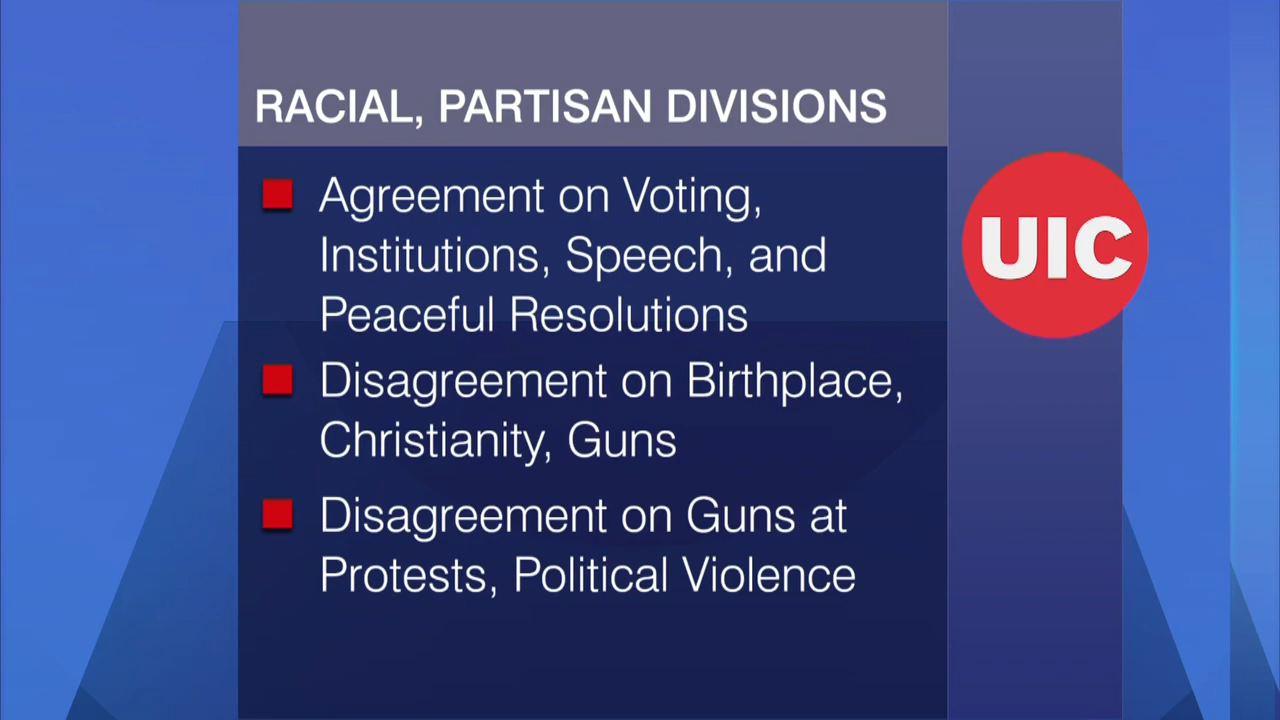 RACIAL, PARTISAN DIVISIONS
Agreement on Voting,
Institutions, Speech, and
Peaceful Resolutions
Disagreement on Birthplace,
Christianity, Guns
Disagreement on Guns at
Protests, Political Violence
UIC